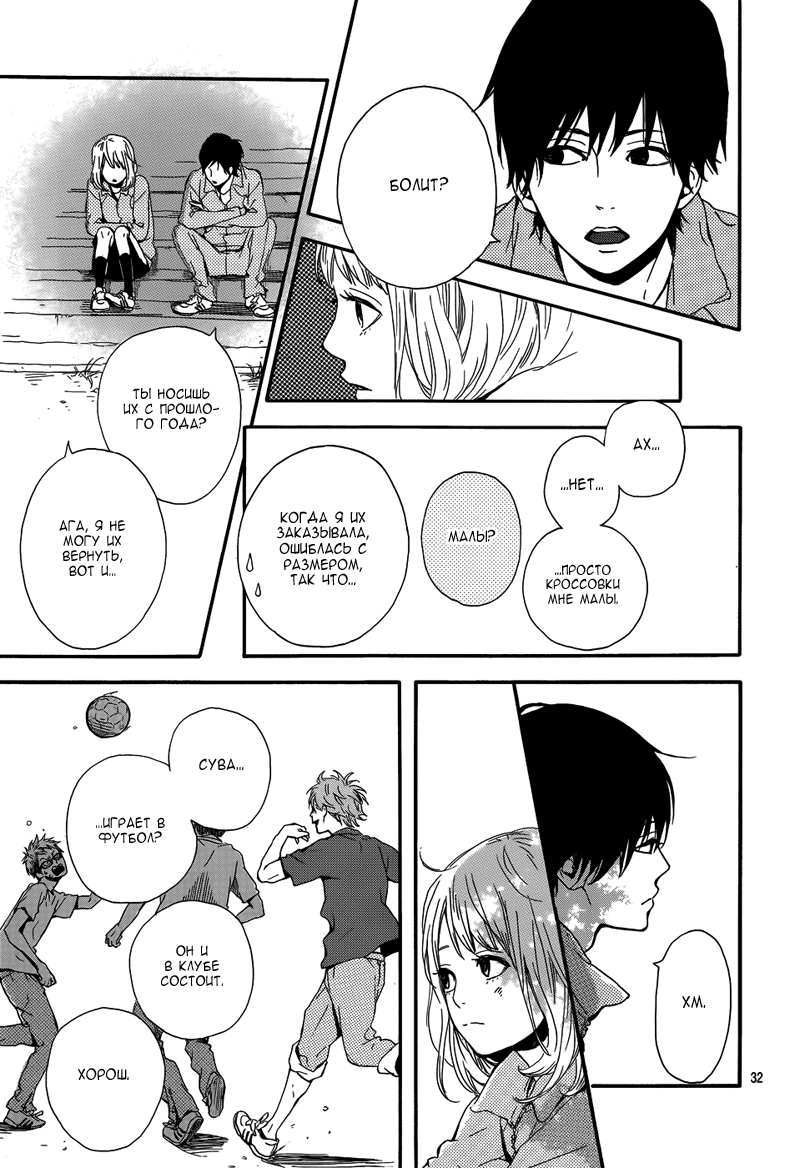 БОЛИТ?
АХ...
...НЕТ...
...ПРОСТО
КРОССОВКИ
МНЕ МАЛЫ.
МАЛЫ?
КОГДА Я ИХ
ЗАКАЗЫВАЛА,
ОШИБЛАСЬ С
РАЗМЕРОМ,
ТАК ЧТО...
ТЫ НОСИШЬ
ИХ С ПРОШЛО-
ГО ГОДА?
АГА, Я НЕ
МОГУ ИХ
ВЕРНУТЬ,
ВОТ И...
ХМ.
СУВА...
...ИГРАЕТ В
ФУТБОЛ?
ОН И
В КЛУБЕ
СОСТОИТ.
ХОРОШ.
32